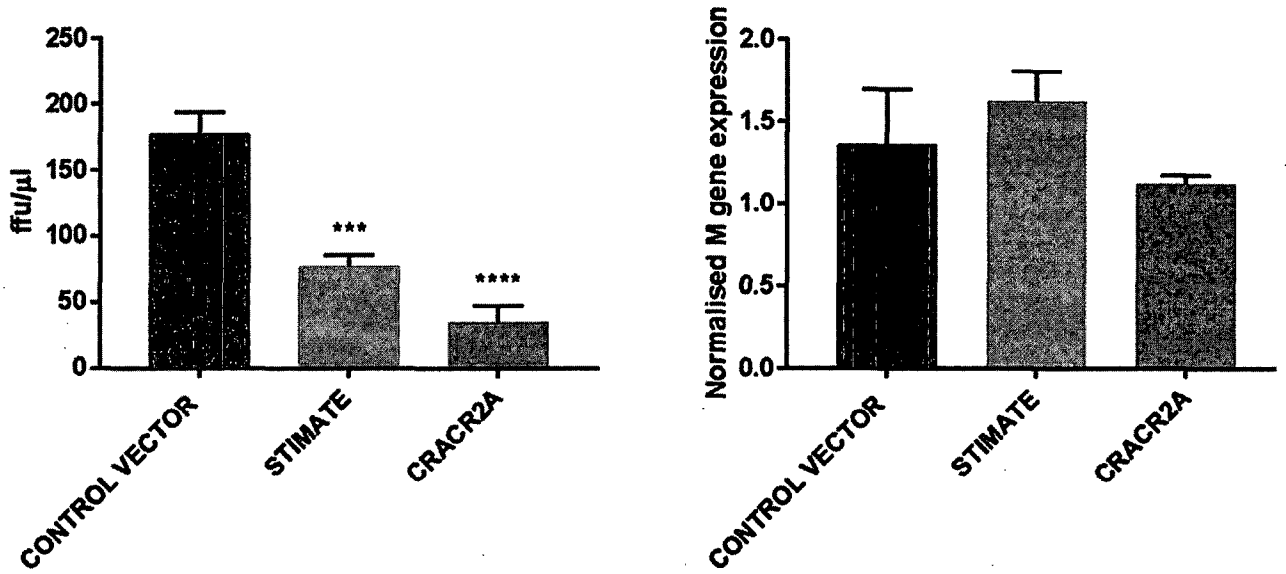 250
200
150
100
50
0
ffu/µl
***
****
CONTROL VECTOR
STIMATE
CRACR2A
2.0
1.5
1.0
0.5
0.0
Normalised M gene expression
CONTROL VECTOR
STIMATE
CRACR2A